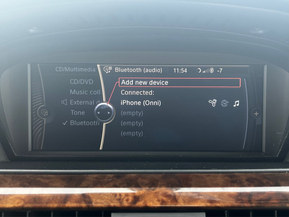 CD/Multimedia Bluetooth (audio) 11:54 -7
CD/DVD
Add new device
Music coll
Connected:
External
iPhone (Onni)
Tone
(empty)
Bluetooth
(empty)
(empty)